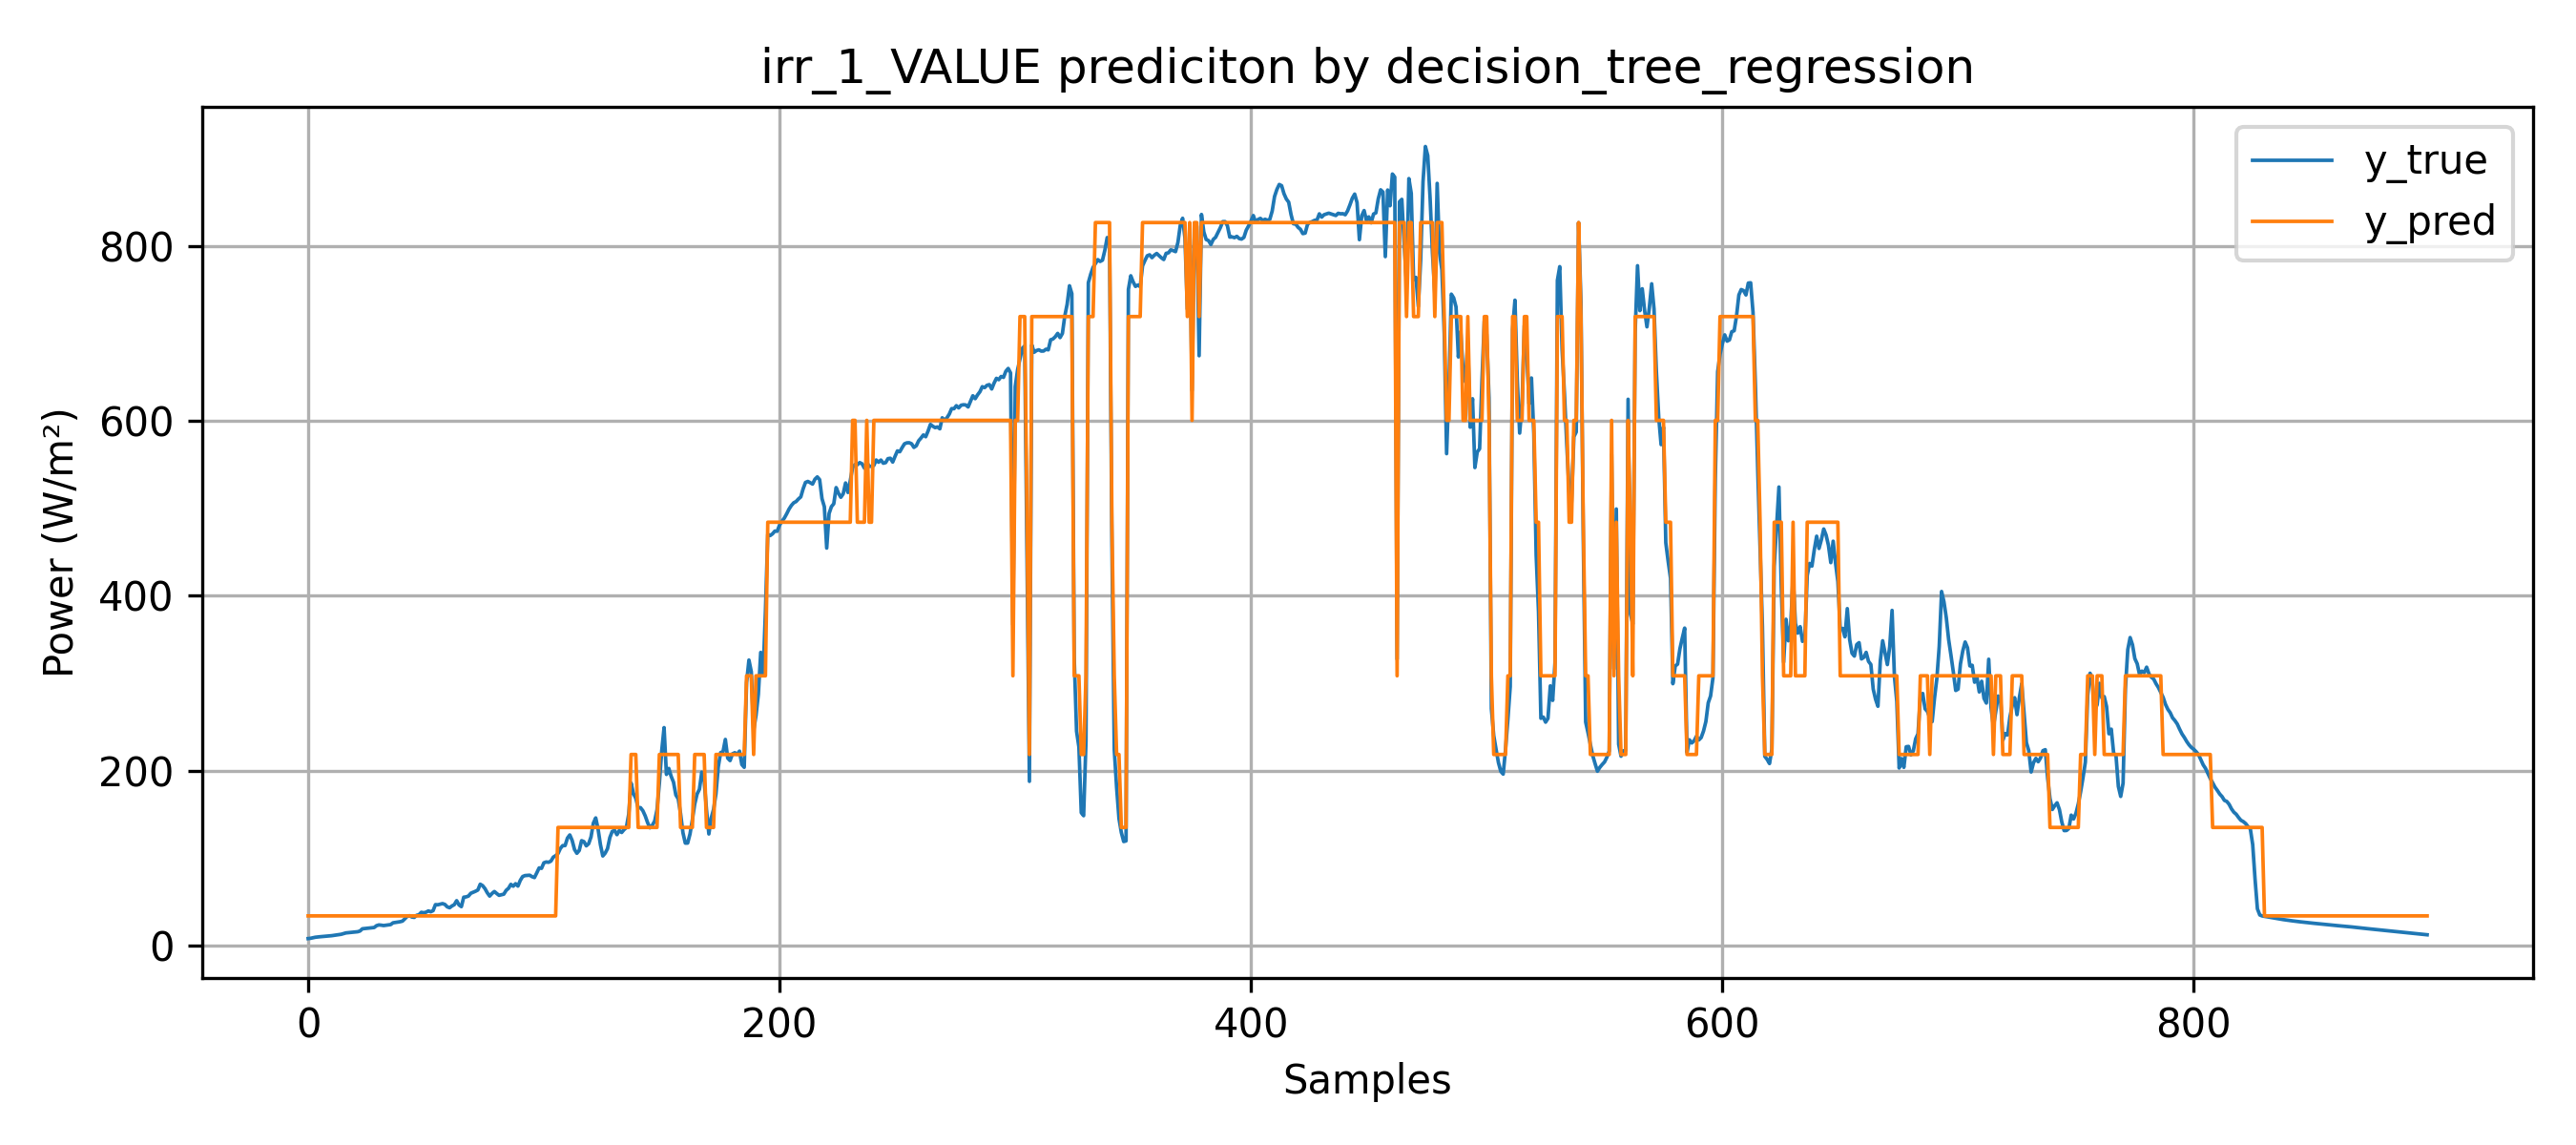 irr_1_VALUE prediciton by decision_tree_regression
y_true
y_pred
Power (W/m²)
800
600
400
200
0
0 200 400 600 800
Samples